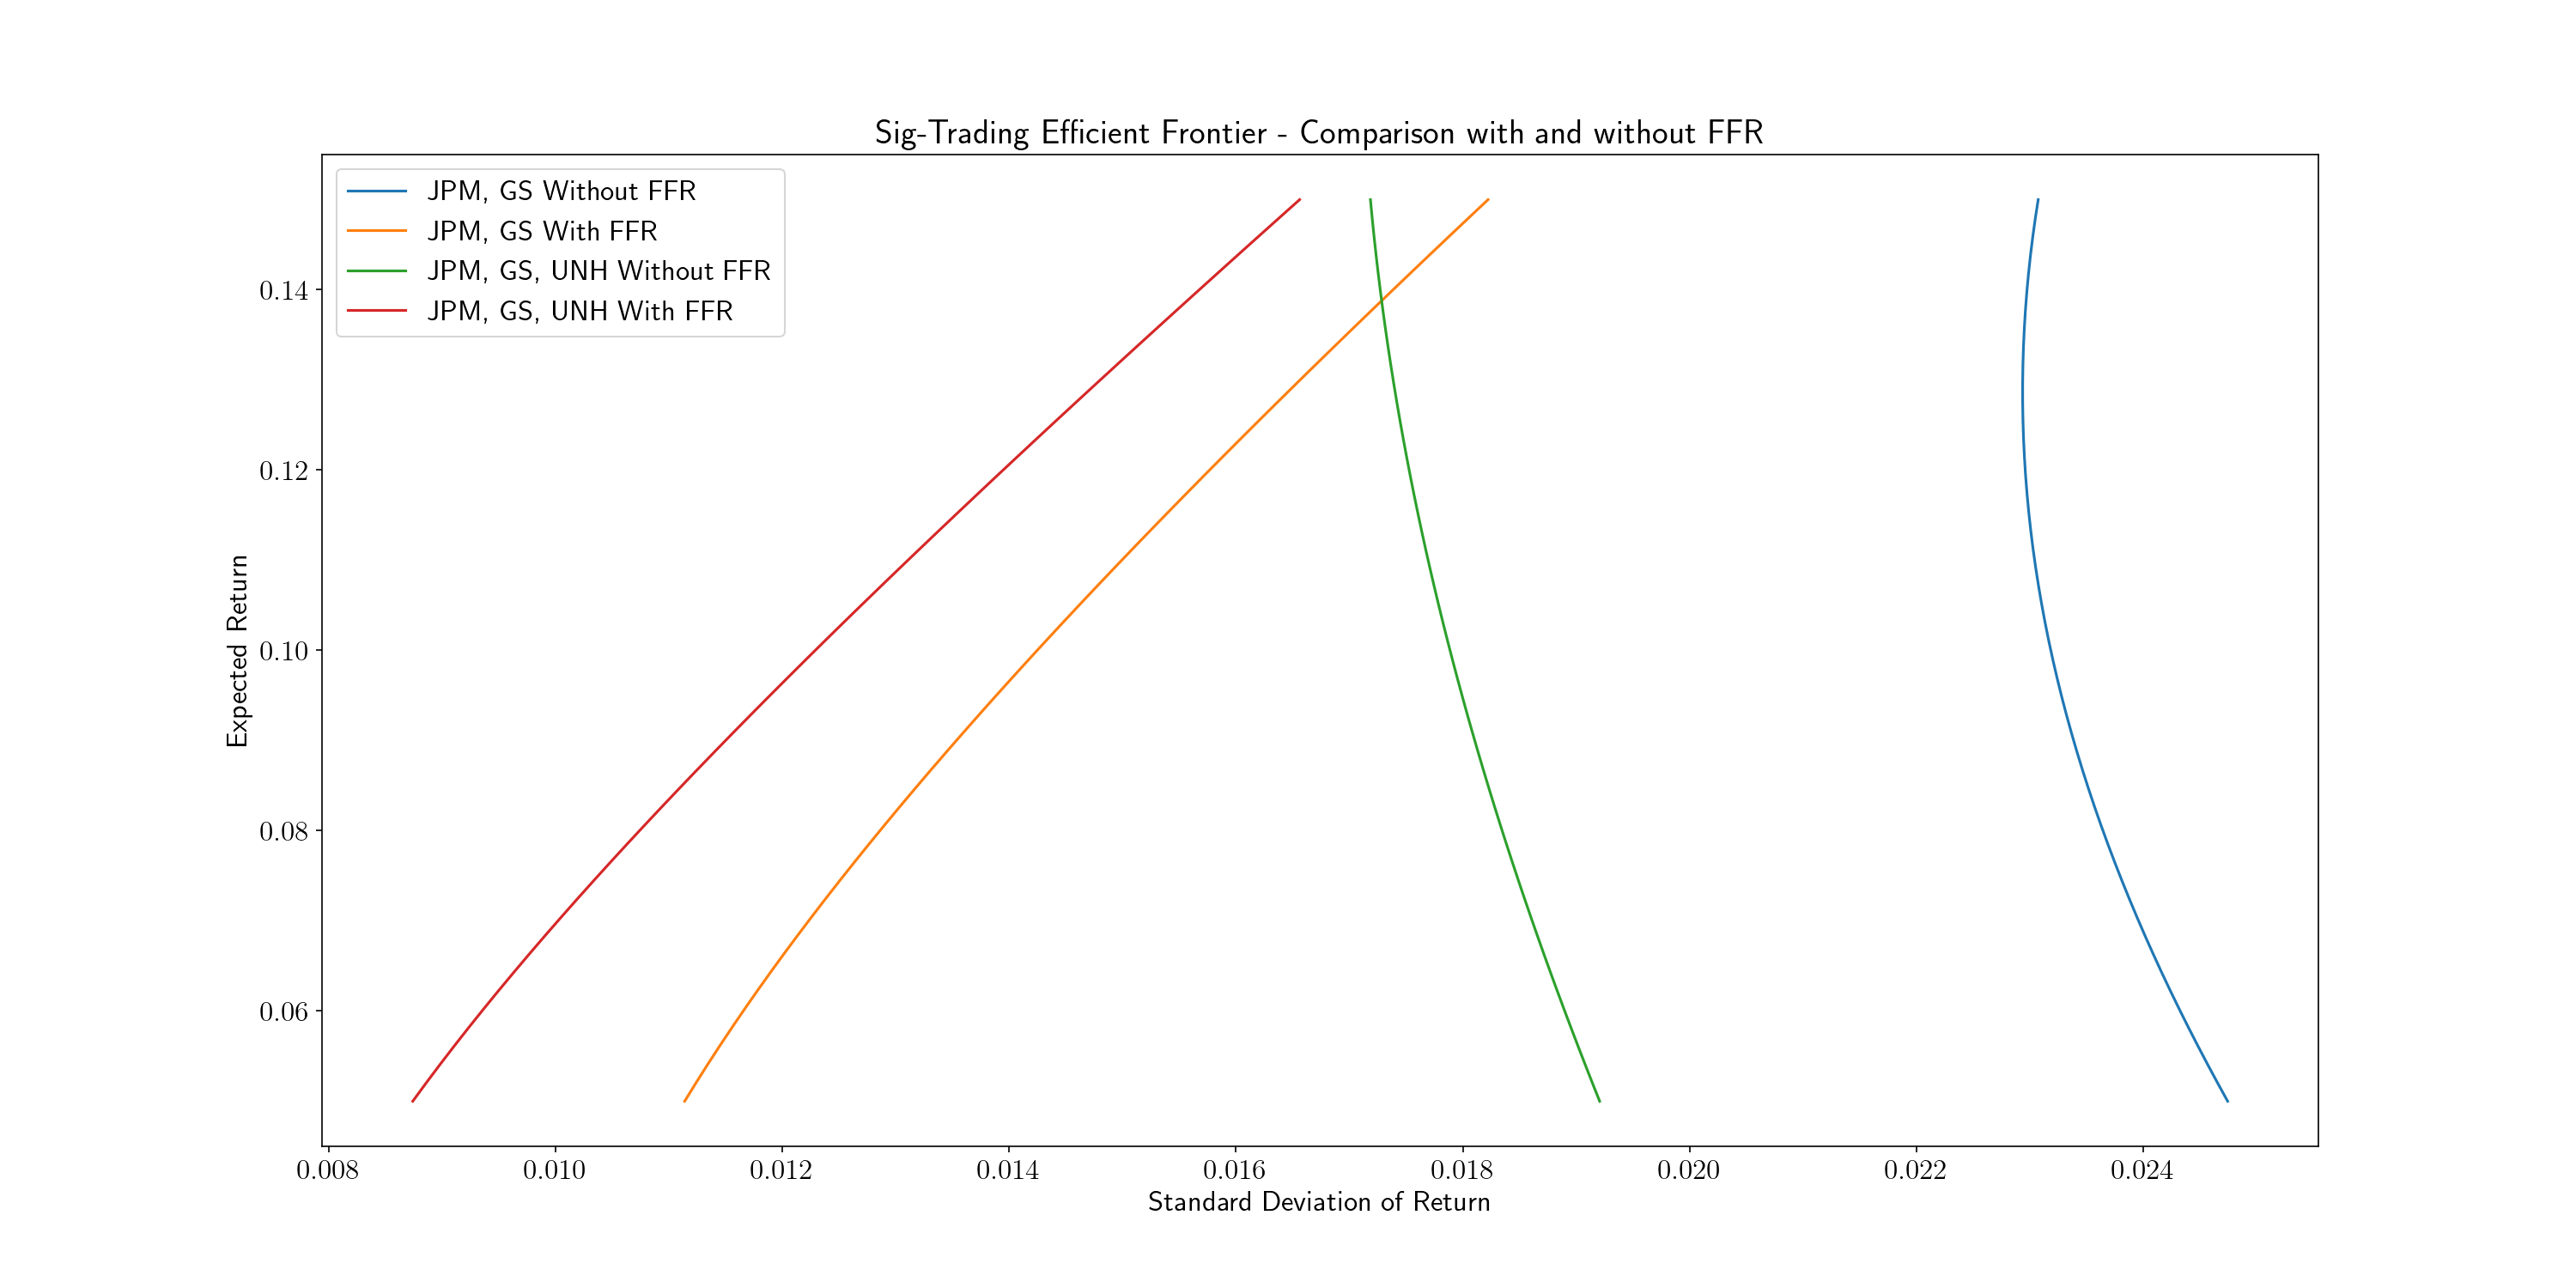 Sig-Trading Efficient Frontier - Comparison with and without FFR
JPM, GS Without FFR
JPM, GS With FFR
JPM, GS, UNH Without FFR
JPM, GS, UNH With FFR
Expected Return
0.14
0.12
0.10
0.08
0.06
0.008 0.010 0.012 0.014 0.016 0.018 0.020 0.022 0.024
Standard Deviation of Return